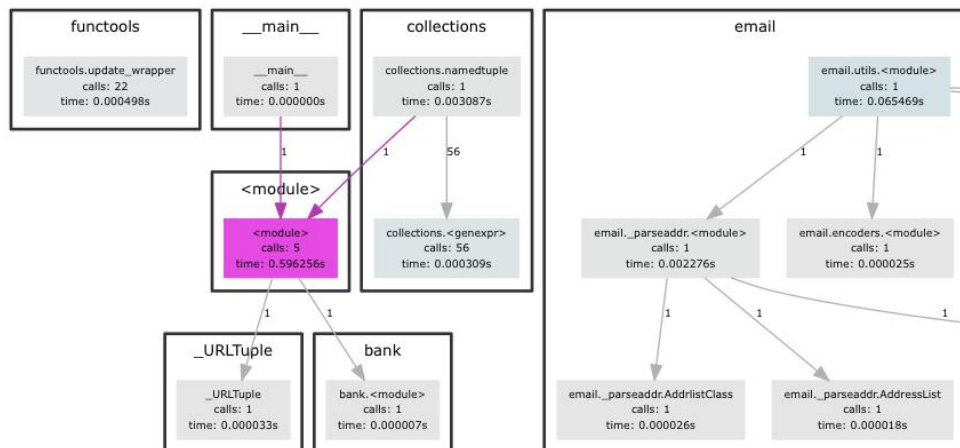 functools
__main__
collections
email
functools.update_wrapper
calls: 22
time: 0.000498s
__main__
calls: 1
time: 0.000000s
collections.namedtuple
calls: 1
time: 0.003087s
email.utils.<module>
calls: 1
time: 0.065469s
1
1
56
1
1
<module>
<module>
calls: 5
time: 0.596256s
collections.<genexpr>
calls: 56
time: 0.000309s
email._parseaddr.<module>
calls: 1
time: 0.002276s
email.encoders.<module>
calls: 1
time: 0.000025s
1
1
1
1
1
_URLTuple
bank
_URLTuple
calls: 1
time: 0.000033s
bank.<module>
calls: 1
time: 0.000007s
email._parseaddr.AddrlistClass
calls: 1
time: 0.000026s
email._parseaddr.AddressList
calls: 1
time: 0.000018s